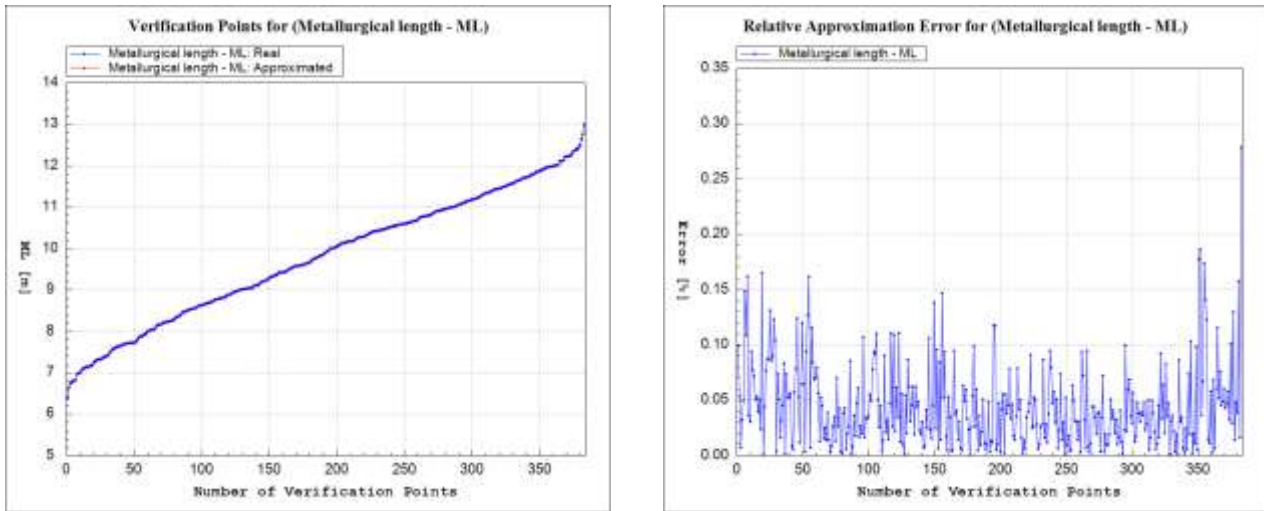 Verification Points for (Metallurgical length - ML)
Metallurgical length - ML: Real
Metallurgical length - ML: Approximated
14
13
12
11
10
9
8
7
6
5
ML [m]
0 50 100 150 200 250 300 350
Number of Verification Points
Relative Approximation Error for (Metallurgical length - ML)
Metallurgical length - ML
0.35
0.30
0.25
0.20
0.15
0.10
0.05
0.00
Error [%]
0 50 100 150 200 250 300 350
Number of Verification Points